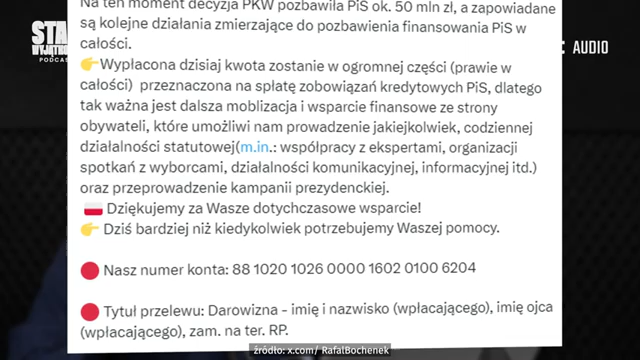 Na ten moment decyzja PKW pozbawiła PiS ok. 50 mln zł, a zapowiadane
są kolejne działania zmierzające do pozbawienia finansowania PiS w
całości.
👉Wypłacona dzisiaj kwota zostanie w ogromnej części (prawie w
całości) przeznaczona na spłatę zobowiązań kredytowych PiS, dlatego
tak ważna jest dalsza moblizacja i wsparcie finansowe ze strony
obywateli, które umożliwi nam prowadzenie jakiejkolwiek, codziennej
działalności statutowej(m.in.: współpracy z ekspertami, organizacji
spotkań z wyborcami, działalności komunikacyjnej, informacyjnej itd.)
oraz przeprowadzenie kampanii prezydenckiej.
🇵🇱 Dziękujemy za Wasze dotychczasowe wsparcie!
👉 Dziś bardziej niż kiedykolwiek potrzebujemy Waszej pomocy.
🔴 Nasz numer konta: 88 1020 1026 0000 1602 0100 6204
🔴 Tytuł przelewu: Darowizna - imię i nazwisko (wpłacającego), imię ojca
(wpłacającego), zam. na ter. RP.
źródło: x.com/ RafatBochenek
AUDIO